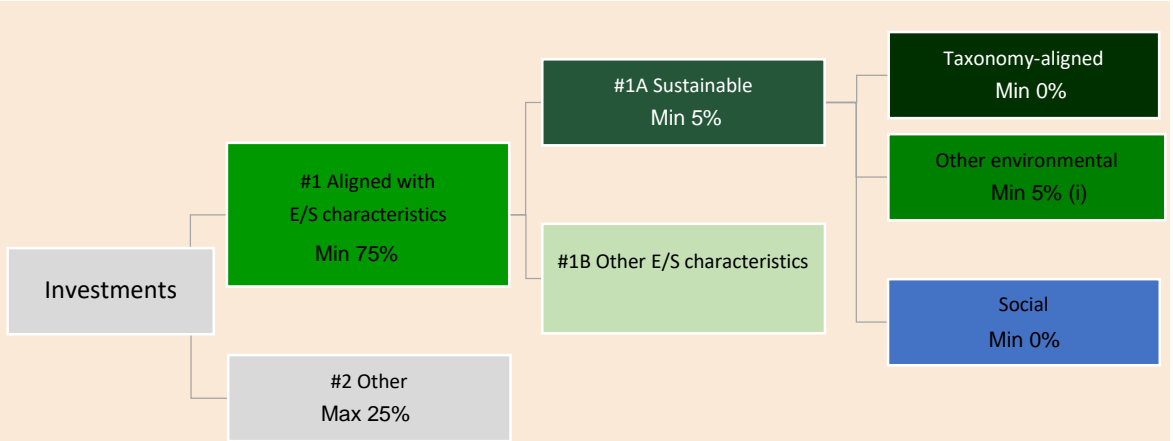 Investments
#1 Aligned with
E/S characteristics
Min 75%
#2 Other
Max 25%
#1A Sustainable
Min 5%
#1B Other E/S characteristics
Taxonomy-aligned
Min 0%
Other environmental
Min 5% (i)
Social
Min 0%